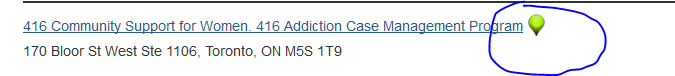 416 Community Support for Women. 416 Addiction Case Management Program
170 Bloor St West Ste 1106, Toronto, ON M5S 1T9